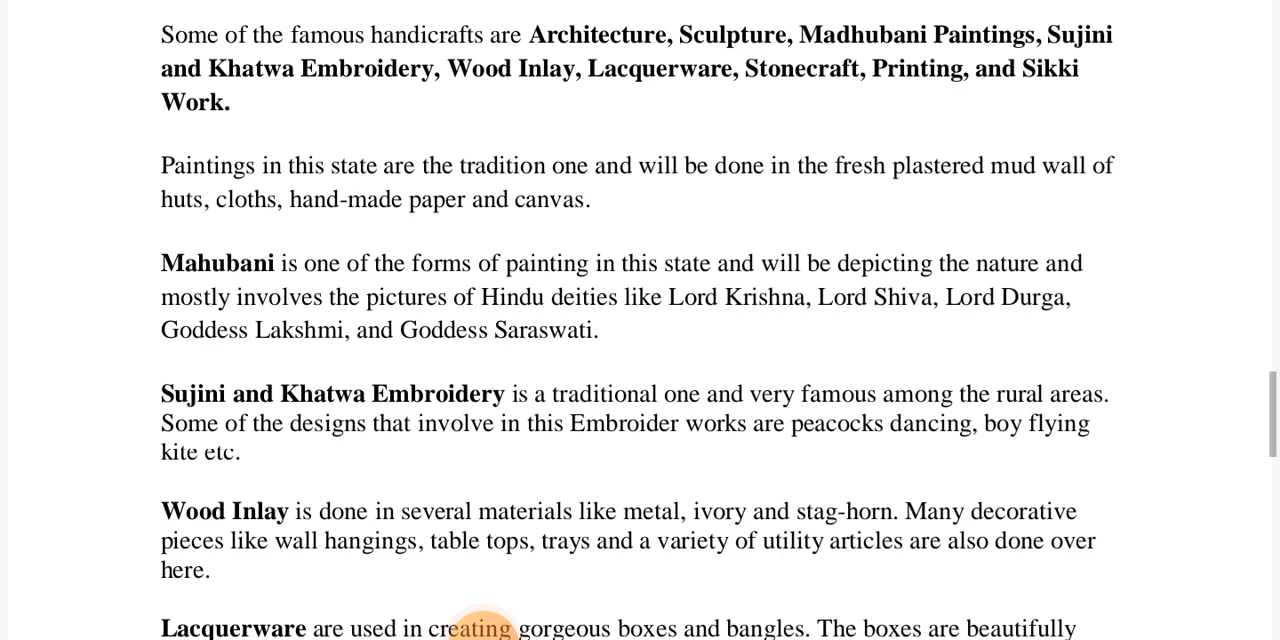 Some of the famous handicrafts are Architecture, Sculpture, Madhubani Paintings, Sujini
and Khatwa Embroidery, Wood Inlay, Lacquerware, Stonecraft, Printing, and Sikki
Work.
Paintings in this state are the tradition one and will be done in the fresh plastered mud wall of
huts, cloths, hand-made paper and canvas.
Mahubani is one of the forms of painting in this state and will be depicting the nature and
mostly involves the pictures of Hindu deities like Lord Krishna, Lord Shiva, Lord Durga,
Goddess Lakshmi, and Goddess Saraswati.
Sujini and Khatwa Embroidery is a traditional one and very famous among the rural areas.
Some of the designs that involve in this Embroider works are peacocks dancing, boy flying
kite etc.
Wood Inlay is done in several materials like metal, ivory and stag-horn. Many decorative
pieces like wall hangings, table tops, trays and a variety of utility articles are also done over
here.
Lacquerware are used in creating gorgeous boxes and bangles. The boxes are beautifully